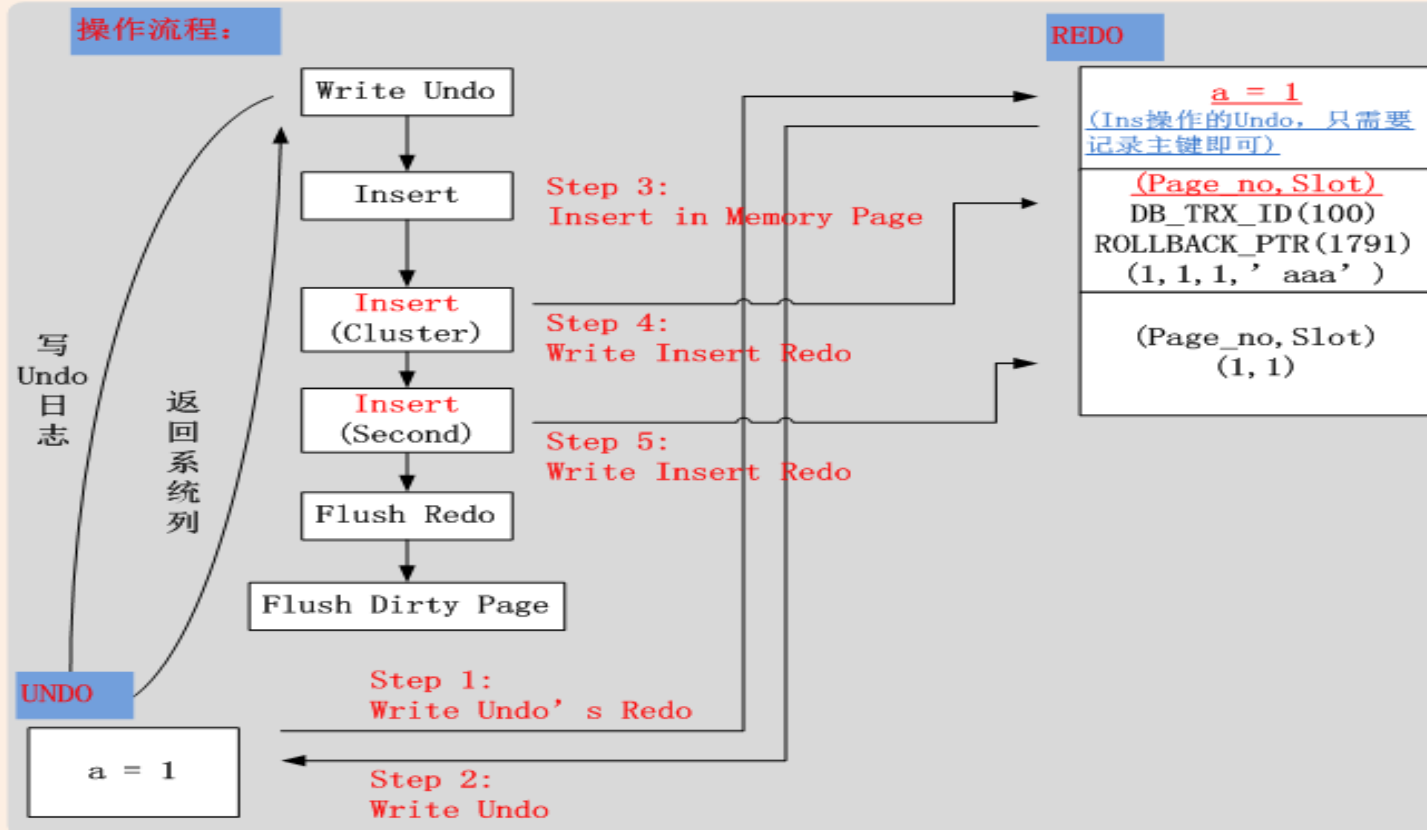 操作流程：
REDO
Write Undo
a = 1
(Ins操作的Undo，只需要
记录主键即可)
Insert
Step 3:
Insert in Memory Page
(Page_no,Slot)
DB_TRX_ID(100)
ROLLBACK_PTR(1791)
(1,1,1,’aaa’)
Insert
(Cluster)
Step 4:
Write Insert Redo
(Page_no,Slot)
(1,1)
写
Undo
日
志
返
回
系
统
列
Insert
(Second)
Step 5:
Write Insert Redo
Flush Redo
Flush Dirty Page
UNDO
Step 1:
Write Undo’s Redo
a = 1
Step 2:
Write Undo